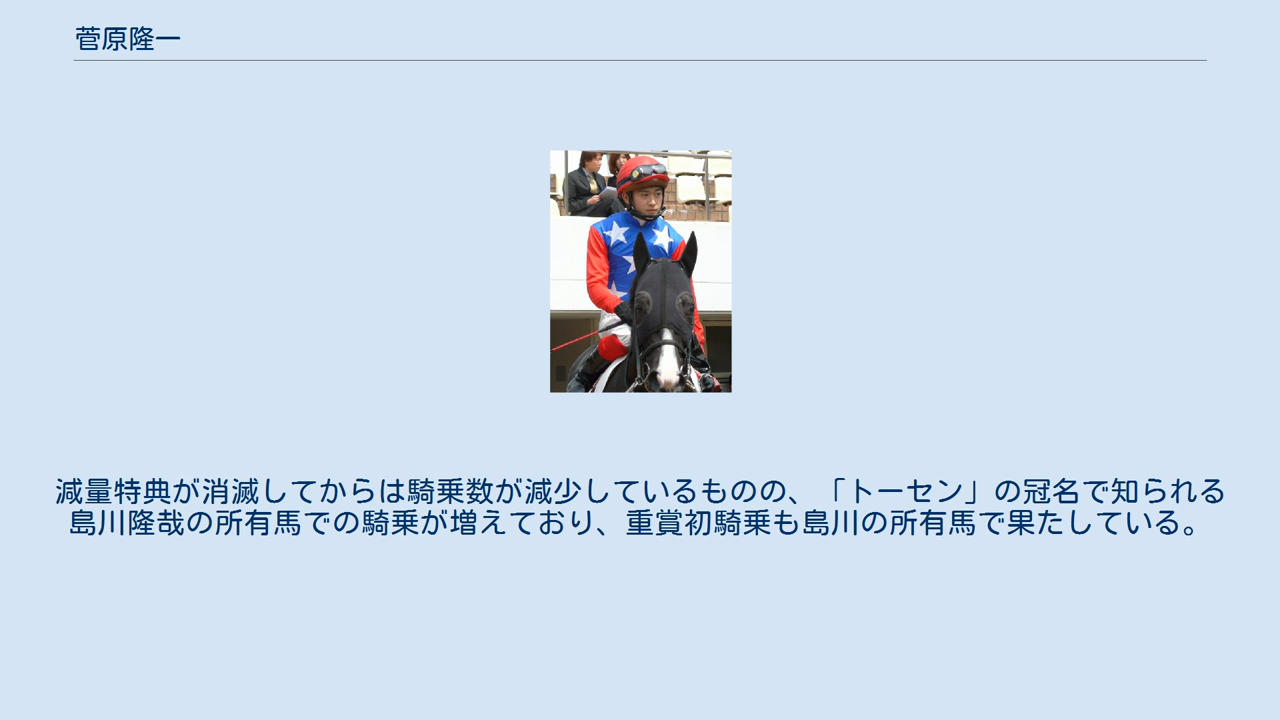 菅原隆一
減量特典が消滅してからは騎乗数が減少しているものの、「トーセン」の冠名で知られる
島川隆哉の所有馬での騎乗が増えており、重賞初騎乗も島川の所有馬で果たしている。